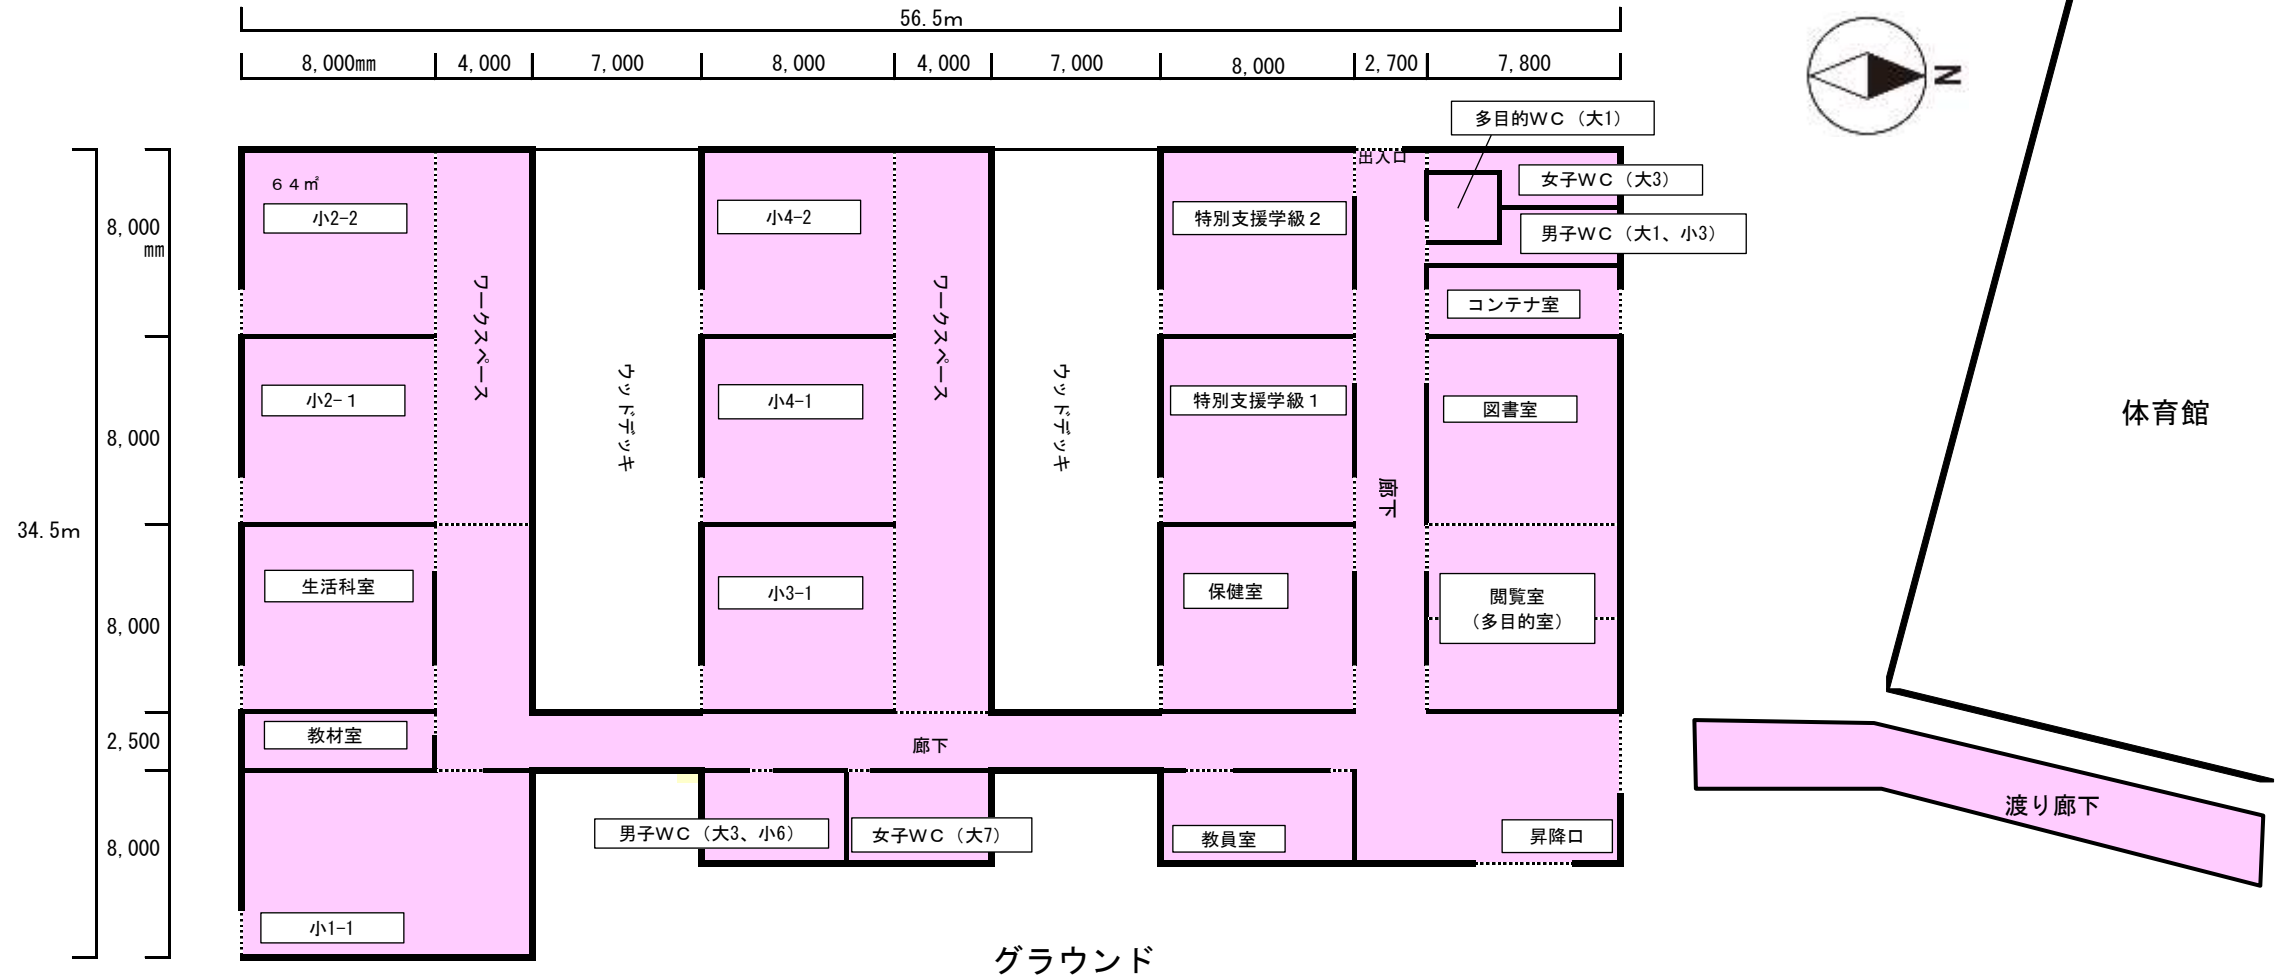 56.5m
8,000mm
4,000
7,000
8,000
4,000
7,000
8,000
2,700
7,800
N
多目的WC（大1）
出入口
６４㎡
女子WC（大3）
小2-2
小4-2
特別支援学級２
男子WC（大1、小3）
8,000
mm
ワークスペース
ワークスペース
コンテナ室
小2-１
小4-1
特別支援学級１
図書室
ウッドデッキ
ウッドデッキ
体育館
8,000
廊下
34.5m
生活科室
小3-1
保健室
閲覧室
（多目的室）
8,000
教材室
2,500
廊下
渡り廊下
男子WC（大3、小6）
女子WC（大7）
教員室
昇降口
8,000
小1-1
グラウンド